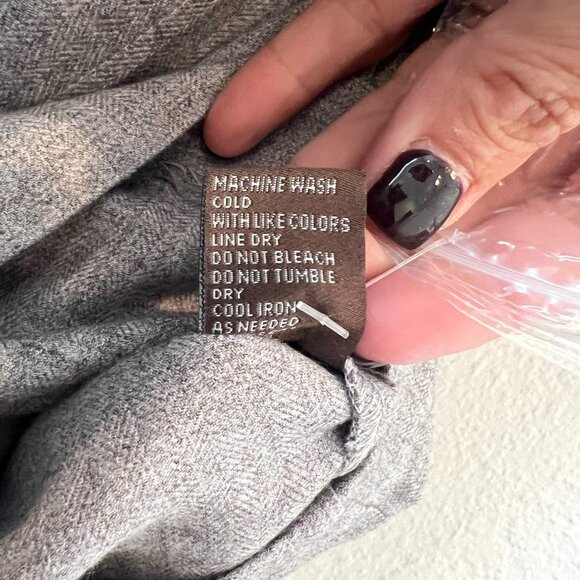 MACHINE WASH
COLD
WITH LIKE COLORS
LINE DRY
DO NOT BLEACH
DO NOT TUMBLE
DRY
COOL IRON
AS NEEDED